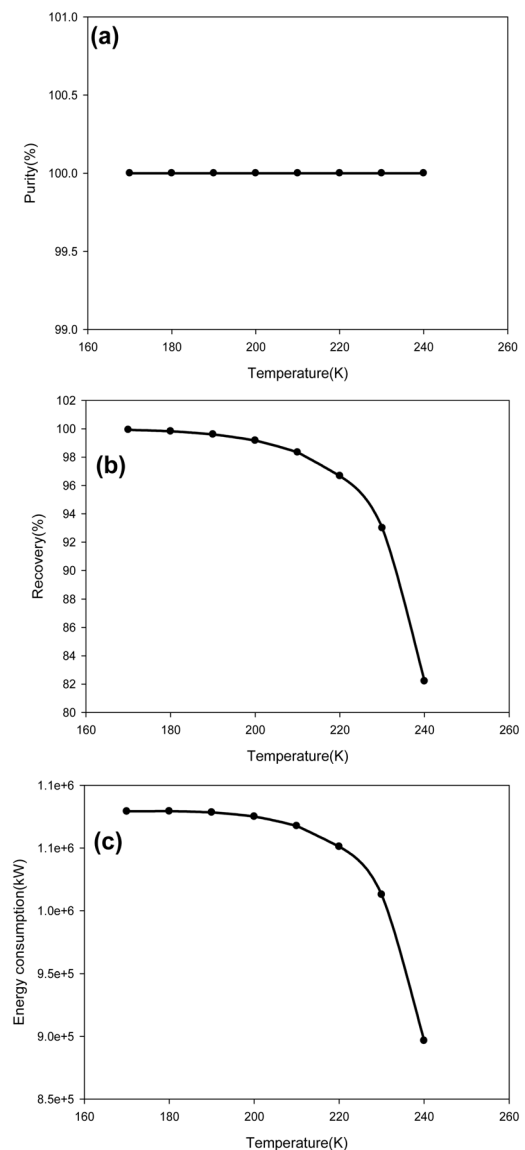 (a)
101.0
100.5
100.0
99.5
99.0
Purity(%)
160 180 200 220 240 260
Temperature(K)
(b)
102
100
98
96
94
92
90
88
86
84
82
80
Recovery(%)
160 180 200 220 240 260
Temperature(K)
(c)
1.1e+6
1.1e+6
1.0e+6
9.5e+5
9.0e+5
8.5e+5
Energy consumption(kW)
160 180 200 220 240 260
Temperature(K)